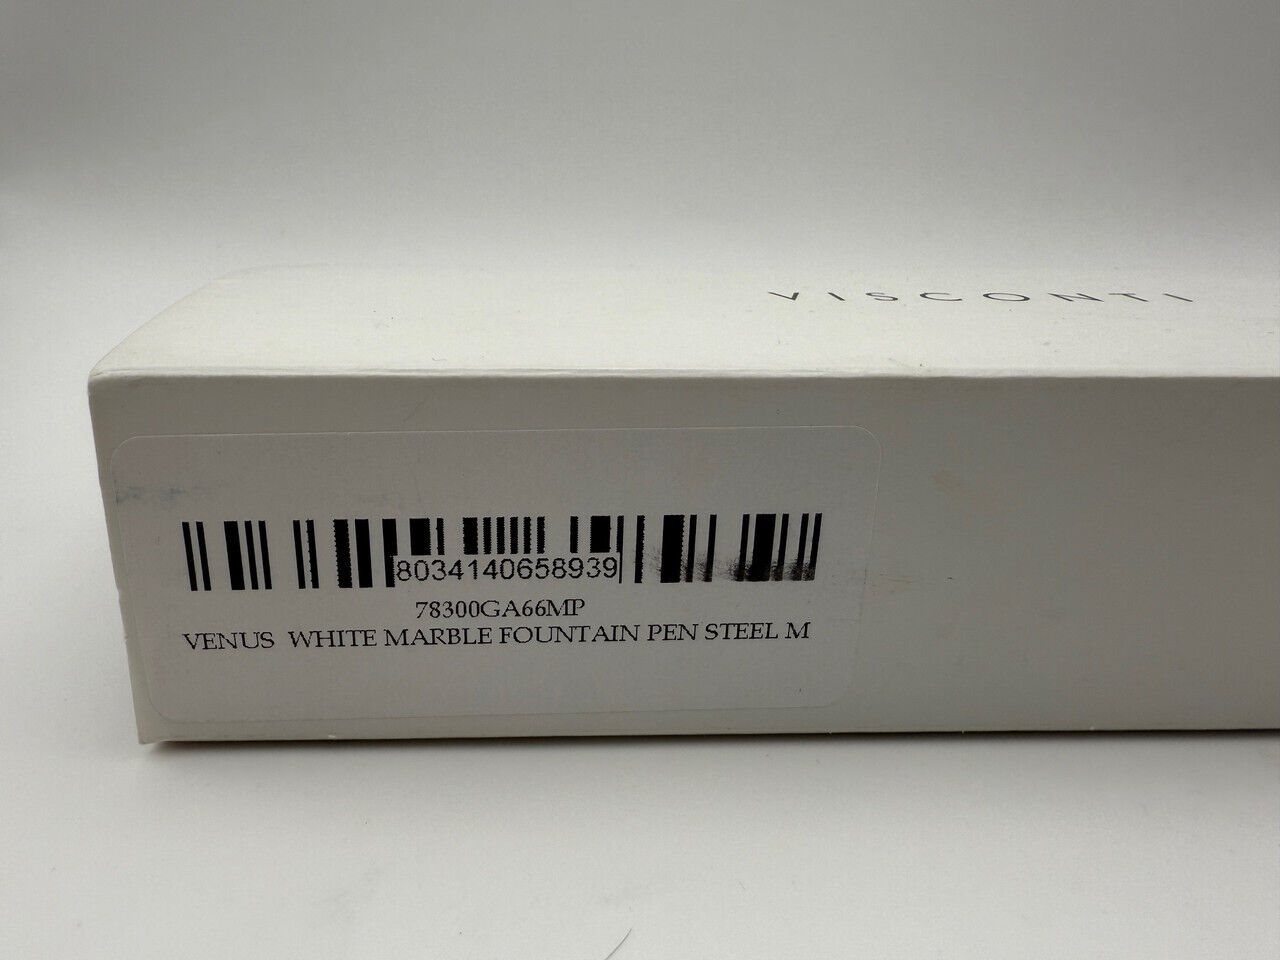 VISCONTI
8034140658939
78300GA66MP
VENUS  WHITE MARBLE FOUNTAIN PEN STEEL M